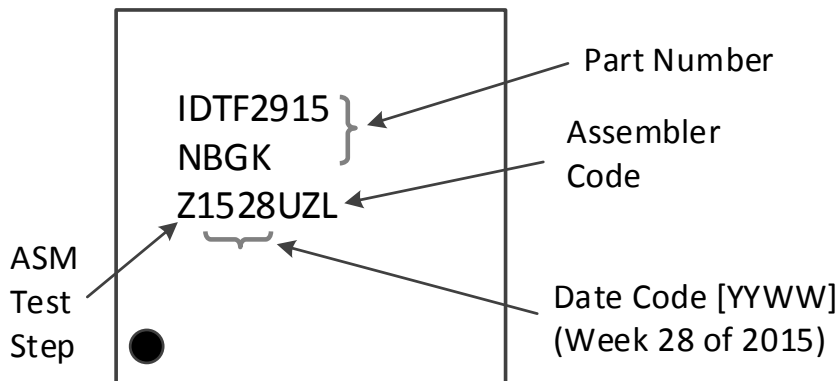 IDTF2915
NBGK
Z1528UZL
Part Number
Assembler
Code
ASM
Test
Step
Date Code [YYWW]
(Week 28 of 2015)